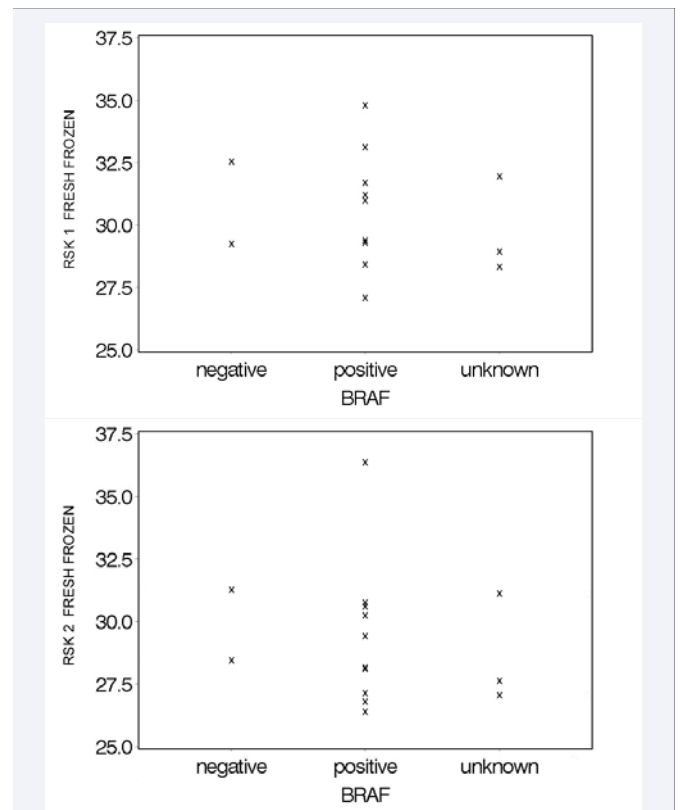 37.5
35.0
32.5
30.0
27.5
25.0
RSK 1 FRESH FROZEN
negative positive unknown
BRAF
37.5
35.0
32.5
30.0
27.5
25.0
RSK 2 FRESH FROZEN
negative positive unknown
BRAF